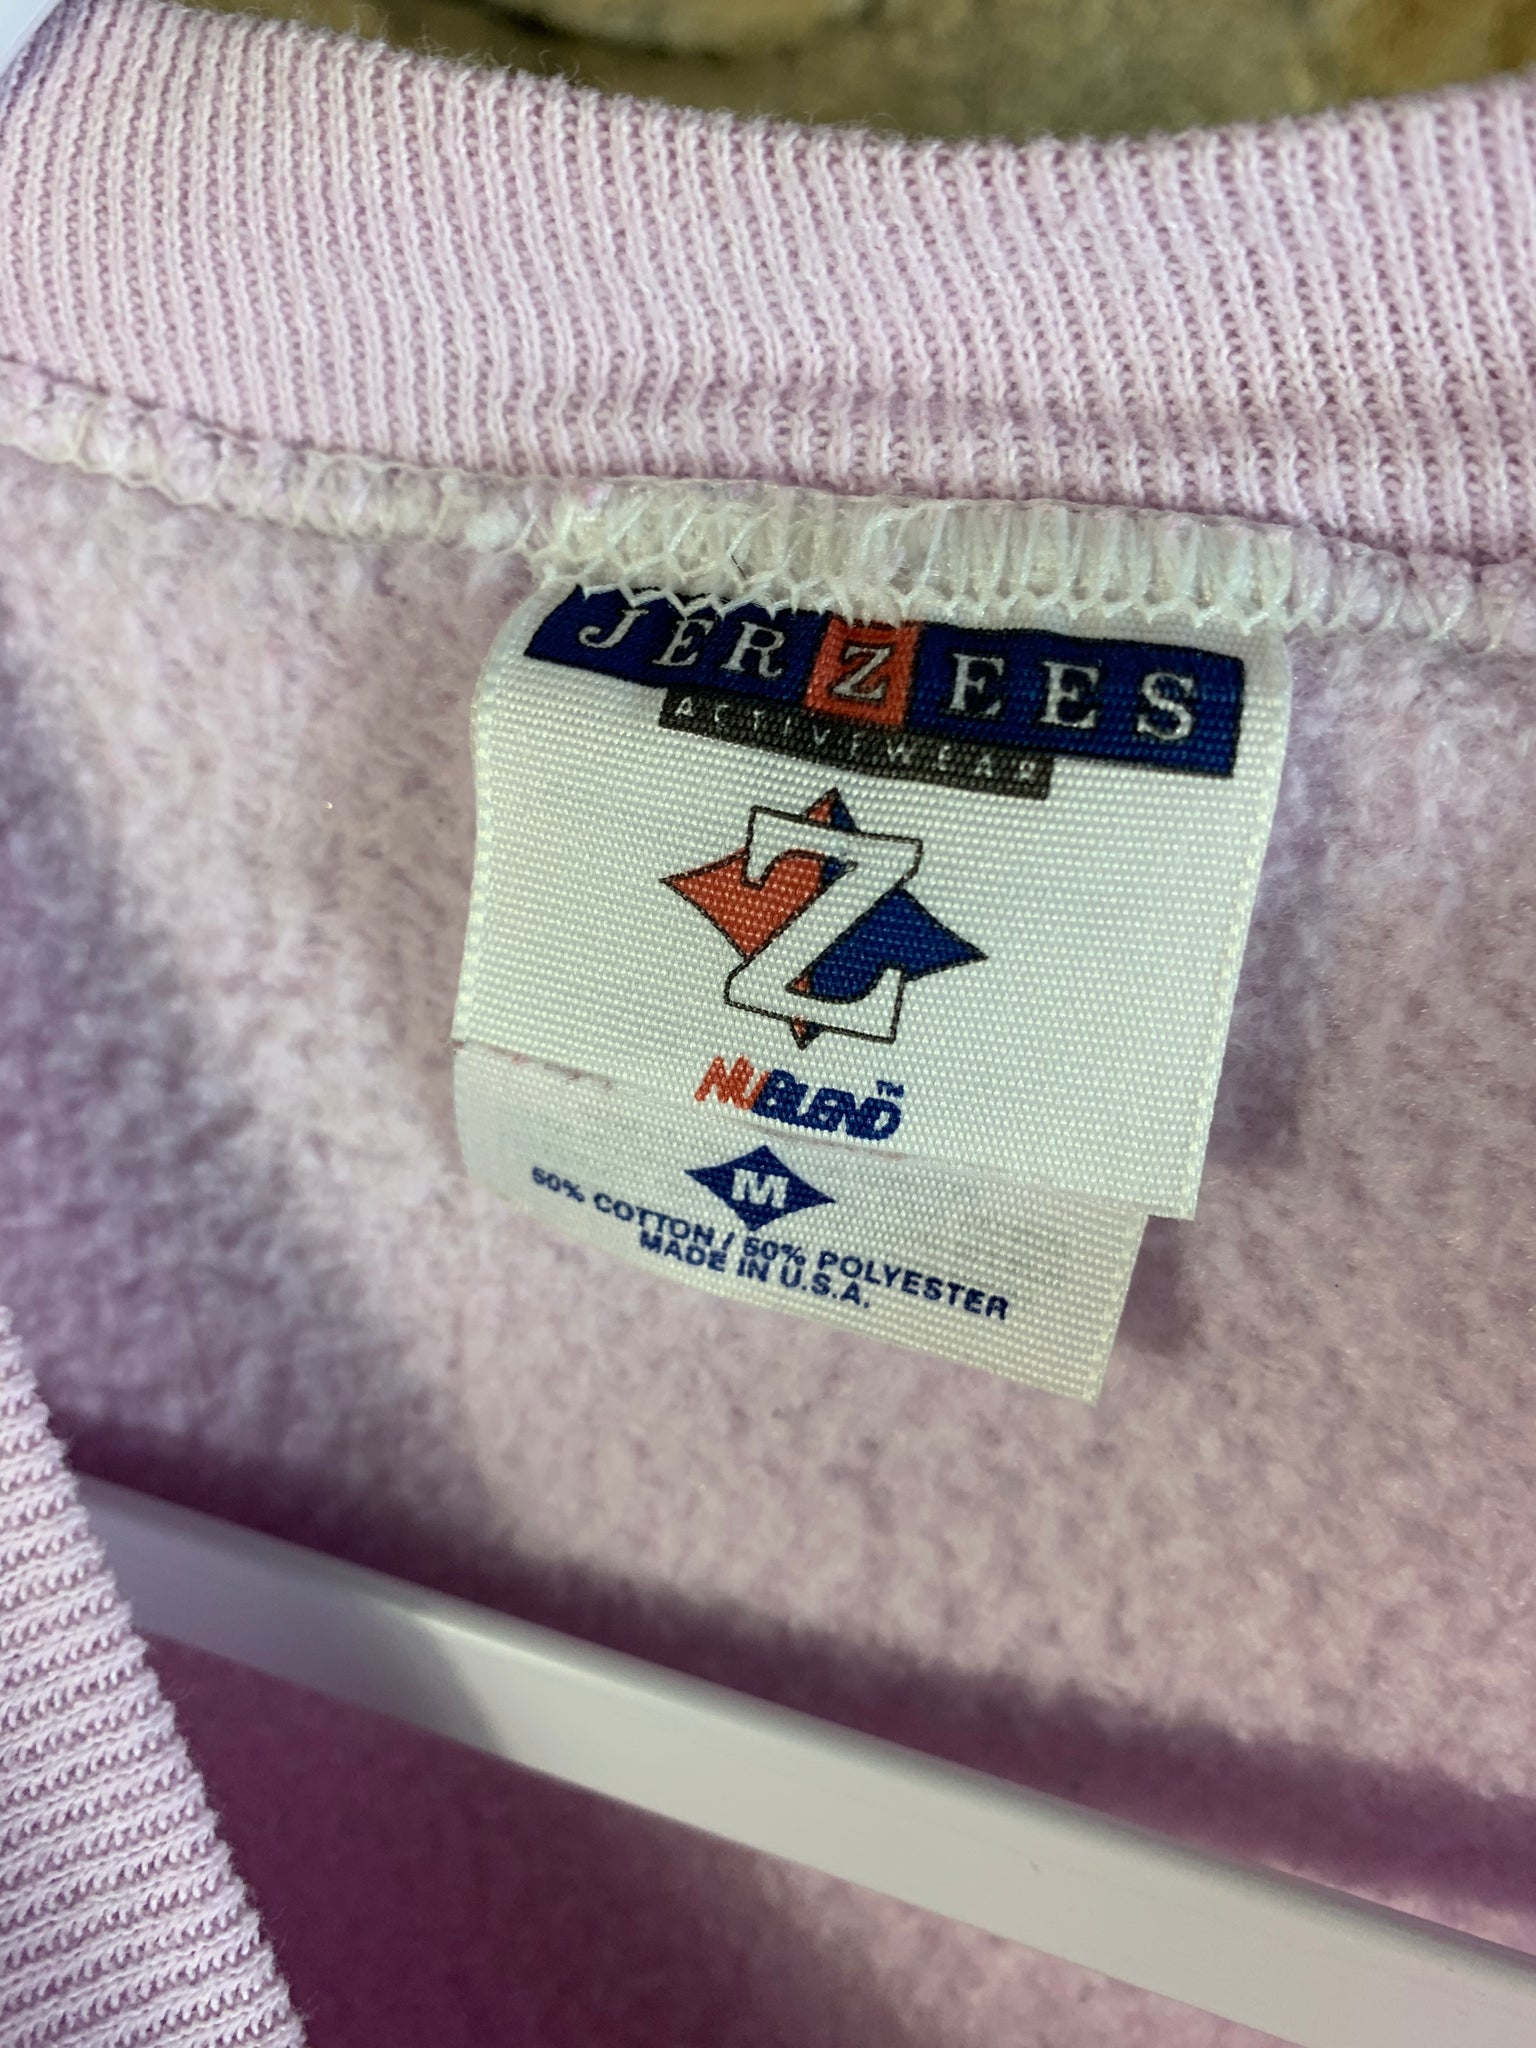 JERZEES
ACTIVEWEAR
Z
NUBLEND™
M
50% COTTON / 50% POLYESTER
MADE IN U.S.A.